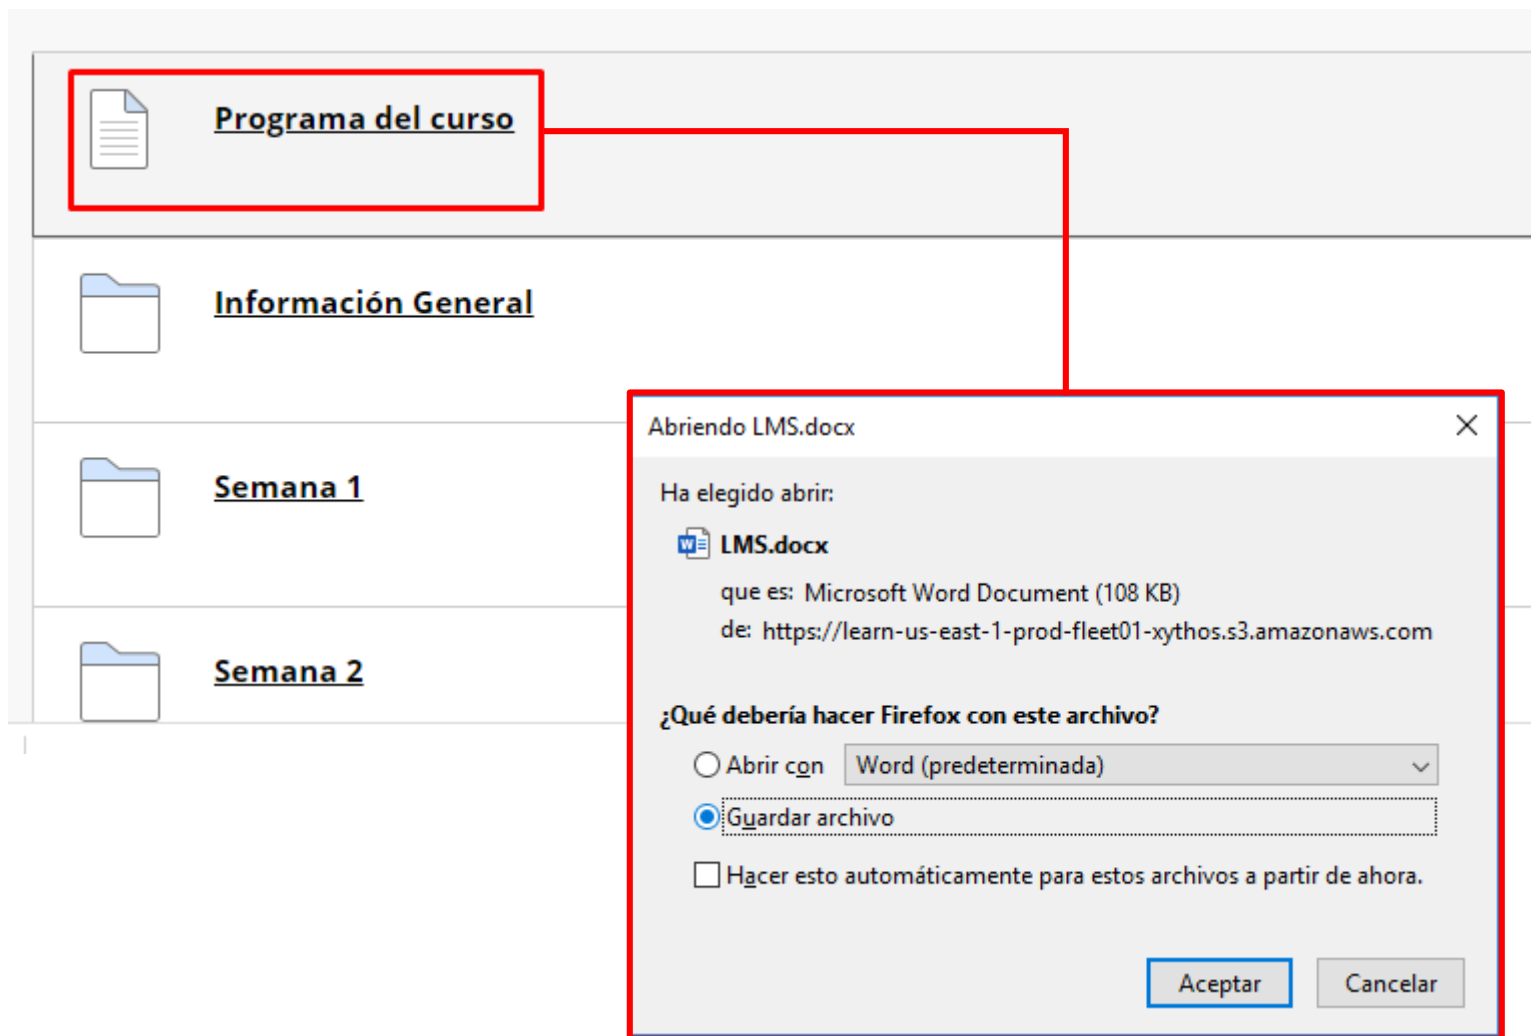 Programa del curso
Información General
Semana 1
Semana 2
Abriendo LMS.docx
Ha elegido abrir:
LMS.docx
que es: Microsoft Word Document (108 KB)
de: https://learn-us-east-1-prod-fleet01-xythos.s3.amazonaws.com
¿Qué debería hacer Firefox con este archivo?
Abrir con Word (predeterminada)
Guardar archivo
Hacer esto automáticamente para estos archivos a partir de ahora.
Aceptar Cancelar